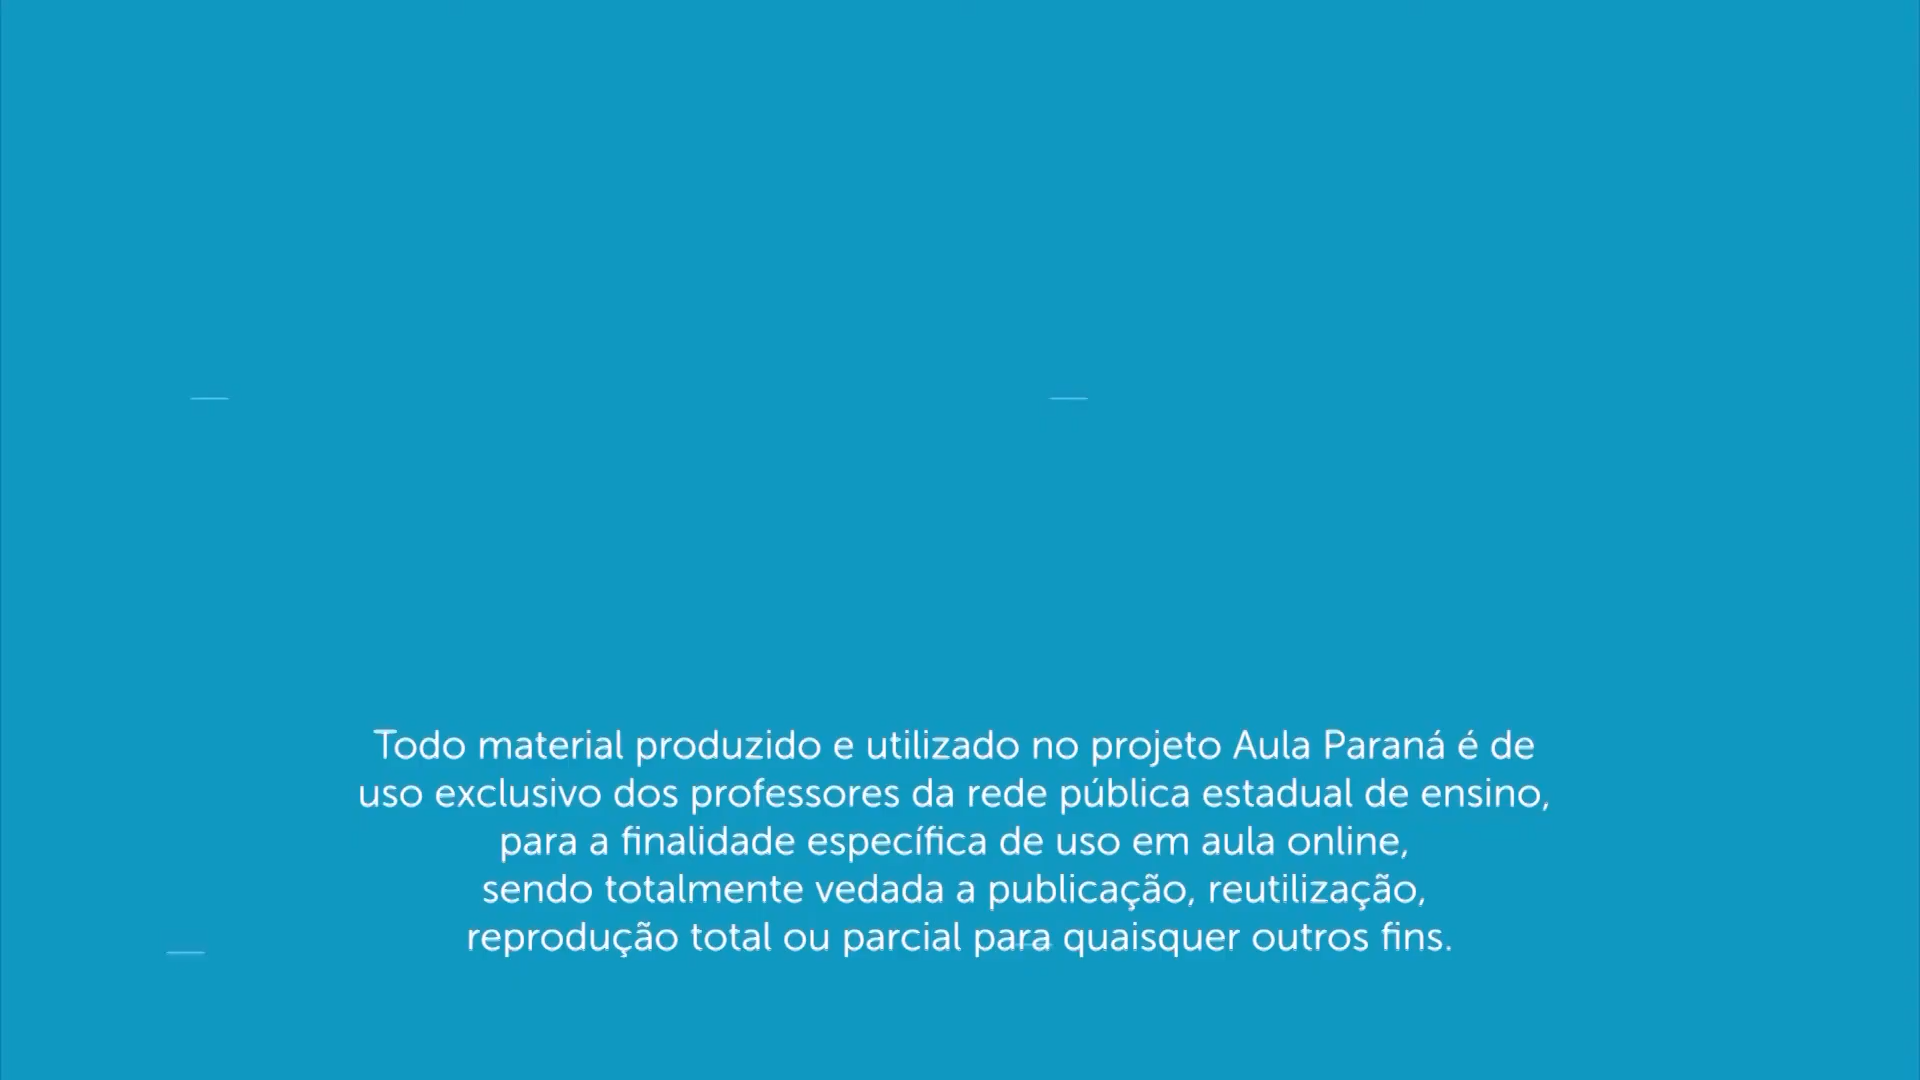 Todo material produzido e utilizado no projeto Aula Paraná é de
uso exclusivo dos professores da rede pública estadual de ensino,
para a finalidade específica de uso em aula online,
sendo totalmente vedada a publicação, reutilização,
reprodução total ou parcial para quaisquer outros fins.